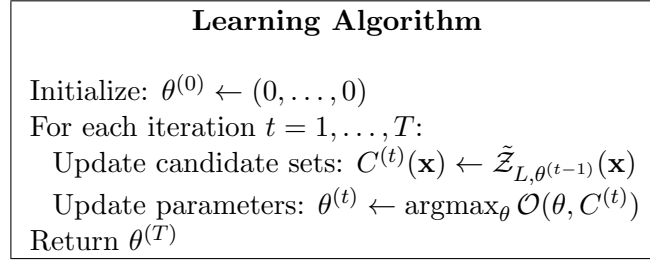 Learning Algorithm
Initialize: θ^(0) ← (0, . . . , 0)
For each iteration t = 1, . . . , T:
Update candidate sets: C^(t)(x) ← Z̃_{L,θ^(t−1)}(x)
Update parameters: θ^(t) ← argmax_θ O(θ, C^(t))
Return θ^(T)